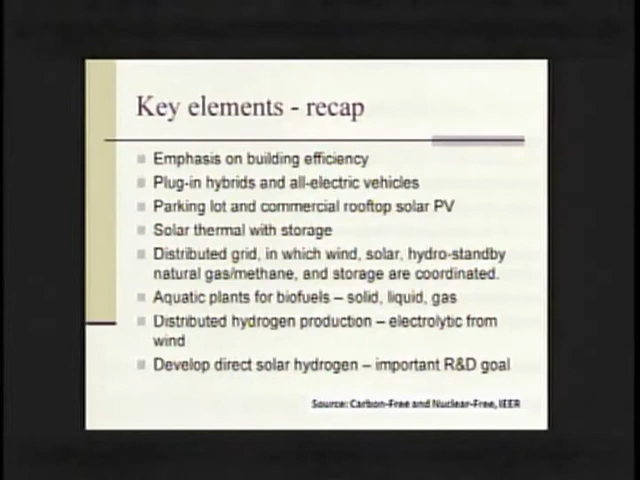 Key elements - recap
Emphasis on building efficiency
Plug-in hybrids and all-electric vehicles
Parking lot and commercial rooftop solar PV
Solar thermal with storage
Distributed grid, in which wind, solar, hydro-standby
natural gas/methane, and storage are coordinated.
Aquatic plants for biofuels – solid, liquid, gas
Distributed hydrogen production – electrolytic from
wind
Develop direct solar hydrogen – important R&D goal
Source: Carbon-Free and Nuclear-Free, IEER